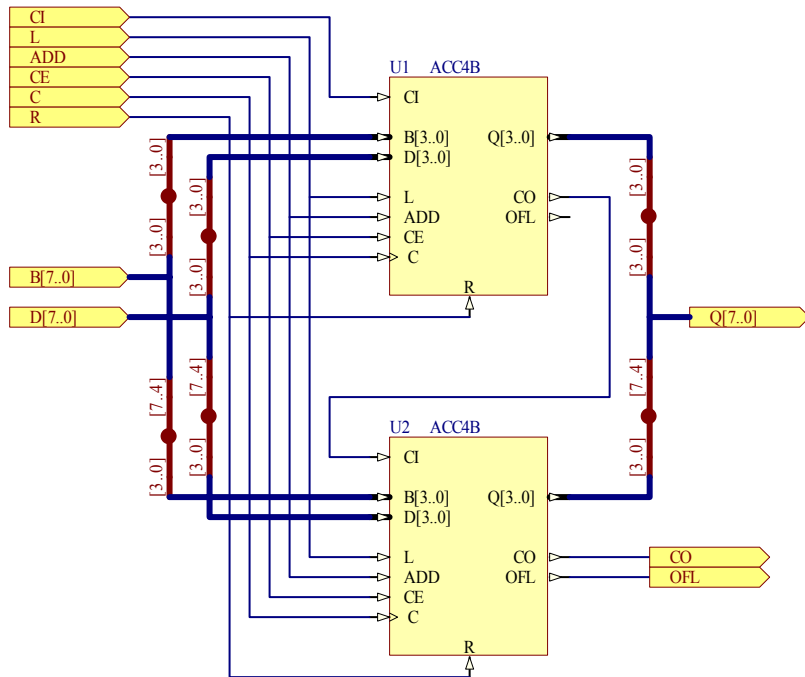 CI
L
ADD
CE
C
R
U1 ACC4B
CI
B[3..0] Q[3..0]
D[3..0]
L CO
ADD OFL
CE
C
R
[3..0] [3..0] [3..0]
[3..0] [3..0] [3..0]
B[7..0]
D[7..0] Q[7..0]
[7..4] [7..4] [7..4]
[3..0] [3..0] [3..0]
U2 ACC4B
CI
B[3..0] Q[3..0]
D[3..0]
L CO CO
ADD OFL OFL
CE
C
R